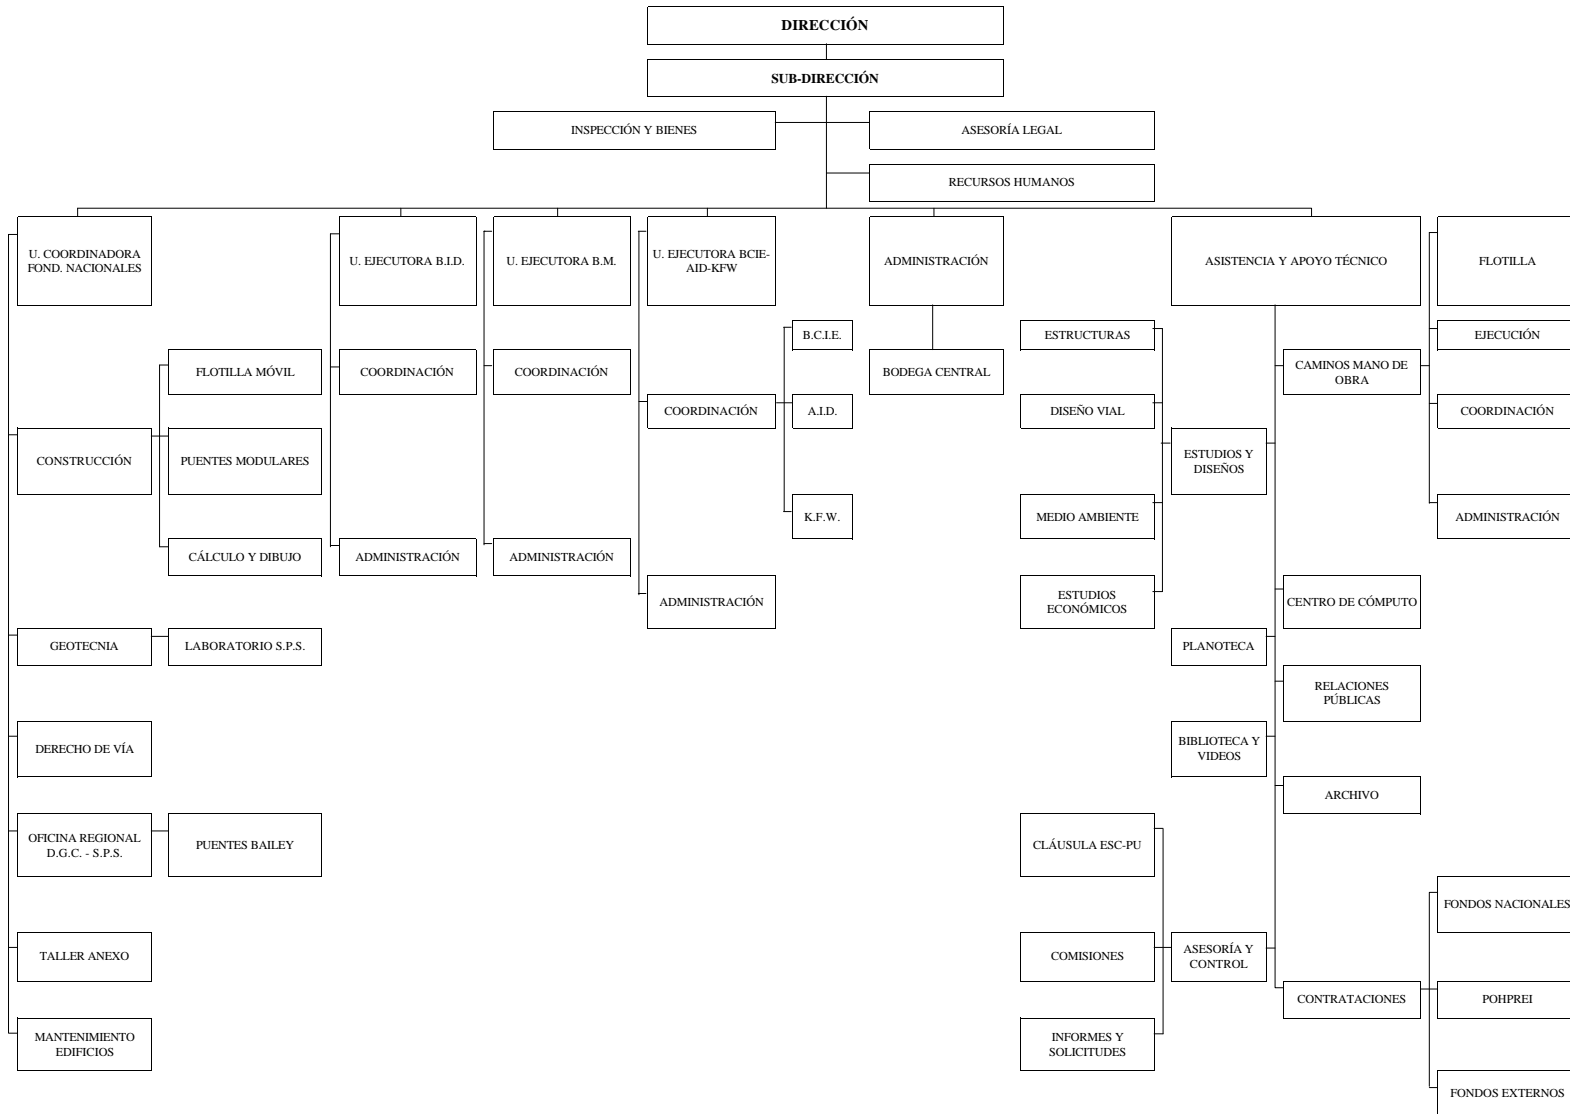 DIRECCIÓN
SUB-DIRECCIÓN
INSPECCIÓN Y BIENES
ASESORÍA LEGAL
RECURSOS HUMANOS
U. COORDINADORA
FOND. NACIONALES
U. EJECUTORA B.I.D.
U. EJECUTORA B.M.
U. EJECUTORA BCIE-
AID-KFW
ADMINISTRACIÓN
ASISTENCIA Y APOYO TÉCNICO
FLOTILLA
B.C.I.E.
ESTRUCTURAS
EJECUCIÓN
FLOTILLA MÓVIL
COORDINACIÓN
COORDINACIÓN
BODEGA CENTRAL
CAMINOS MANO DE
OBRA
COORDINACIÓN
A.I.D.
DISEÑO VIAL
COORDINACIÓN
CONSTRUCCIÓN
PUENTES MODULARES
ESTUDIOS Y
DISEÑOS
K.F.W.
MEDIO AMBIENTE
ADMINISTRACIÓN
CÁLCULO Y DIBUJO
ADMINISTRACIÓN
ADMINISTRACIÓN
ADMINISTRACIÓN
ESTUDIOS
ECONÓMICOS
CENTRO DE CÓMPUTO
GEOTECNIA
LABORATORIO S.P.S.
PLANOTECA
RELACIONES
PÚBLICAS
DERECHO DE VÍA
BIBLIOTECA Y
VIDEOS
ARCHIVO
OFICINA REGIONAL
D.G.C. - S.P.S.
PUENTES BAILEY
CLÁUSULA ESC-PU
FONDOS NACIONALES
TALLER ANEXO
COMISIONES
ASESORÍA Y
CONTROL
CONTRATACIONES
POHPREI
MANTENIMIENTO
EDIFICIOS
INFORMES Y
SOLICITUDES
FONDOS EXTERNOS